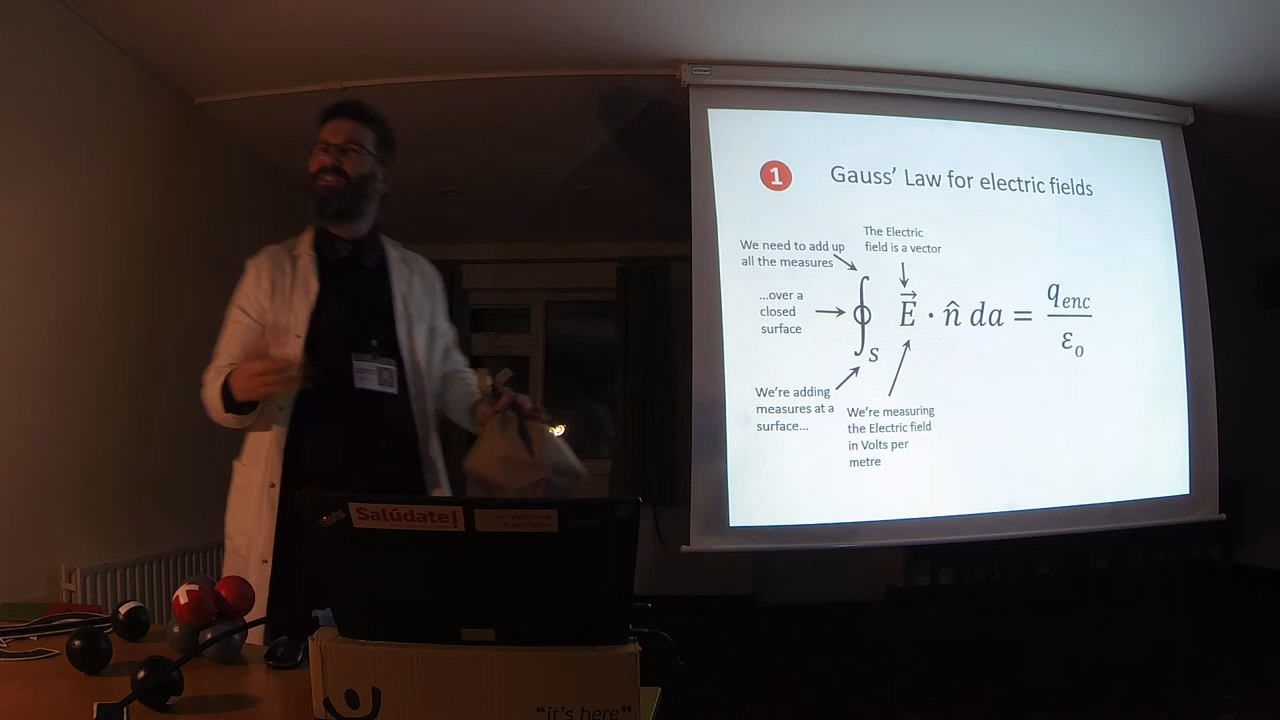 1
Gauss' Law for electric fields
We need to add up
all the measures
The Electric
field is a vector
...over a
closed
surface
∮S E⃗ · n̂ da = qenc / ε0
We're adding
measures at a
surface...
We're measuring
the Electric field
in Volts per
metre
Salúdate!
"it's here"